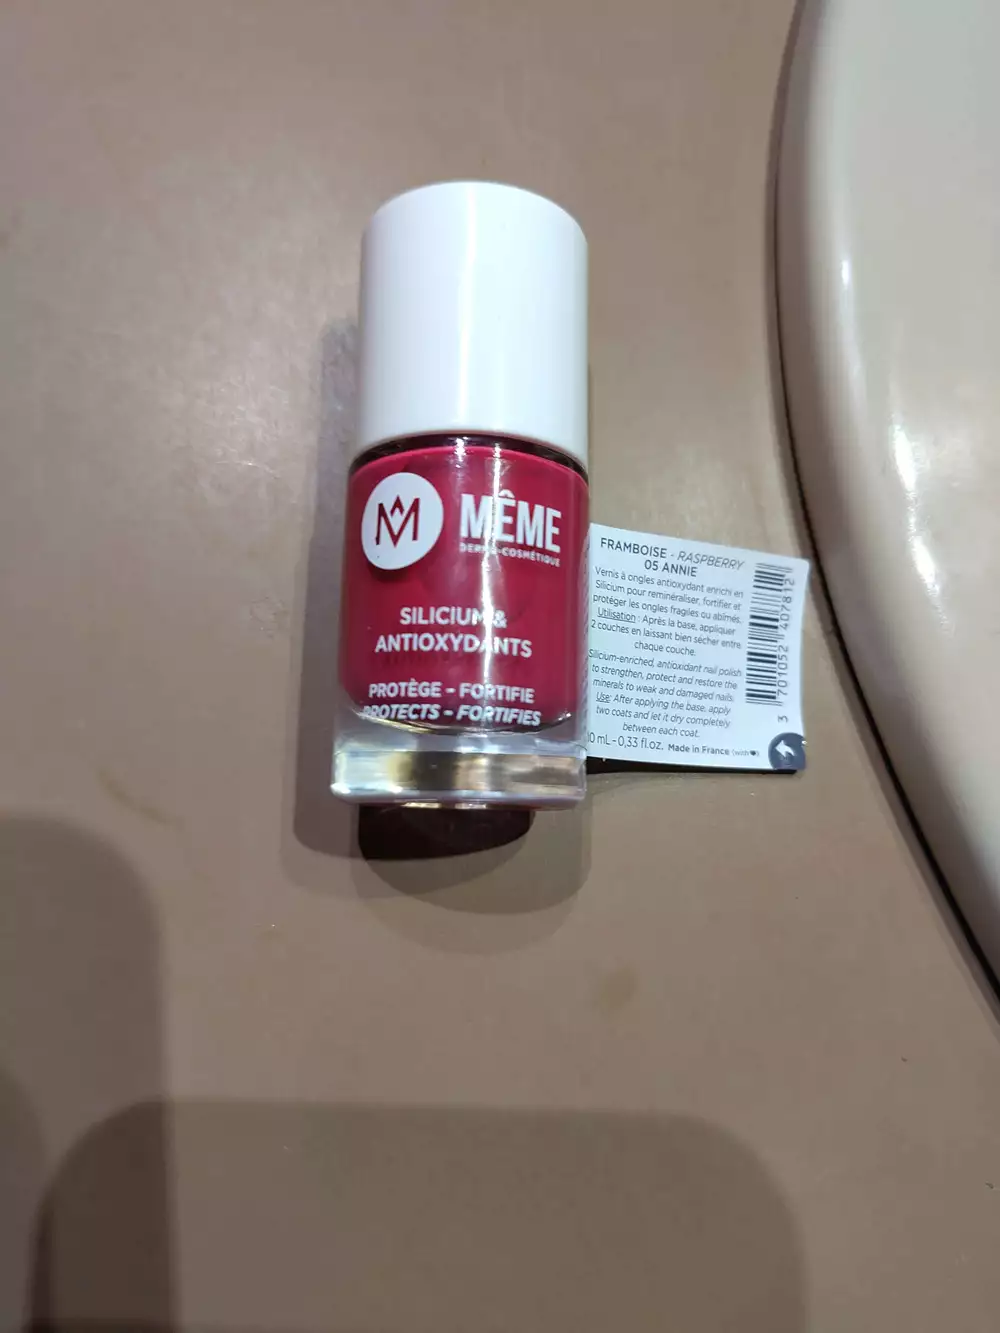 M
MÊME
DERMO-COSMÉTIQUE
SILICIUM &
ANTIOXYDANTS
PROTÈGE - FORTIFIE
PROTECTS - FORTIFIES
FRAMBOISE - RASPBERRY
05 ANNIE
Vernis à ongles antioxydant enrichi en
Silicium pour reminéraliser, fortifier et
protéger les ongles fragiles ou abîmés.
Utilisation : Après la base, appliquer
2 couches en laissant bien sécher entre
chaque couche.
Silicium-enriched, antioxidant nail polish
to strengthen, protect and restore the
minerals to weak and damaged nails.
Use: After applying the base, apply
two coats and let it dry completely
between each coat.
10 mL - 0,33 fl.oz. Made in France (with♥)
3 701052 407812